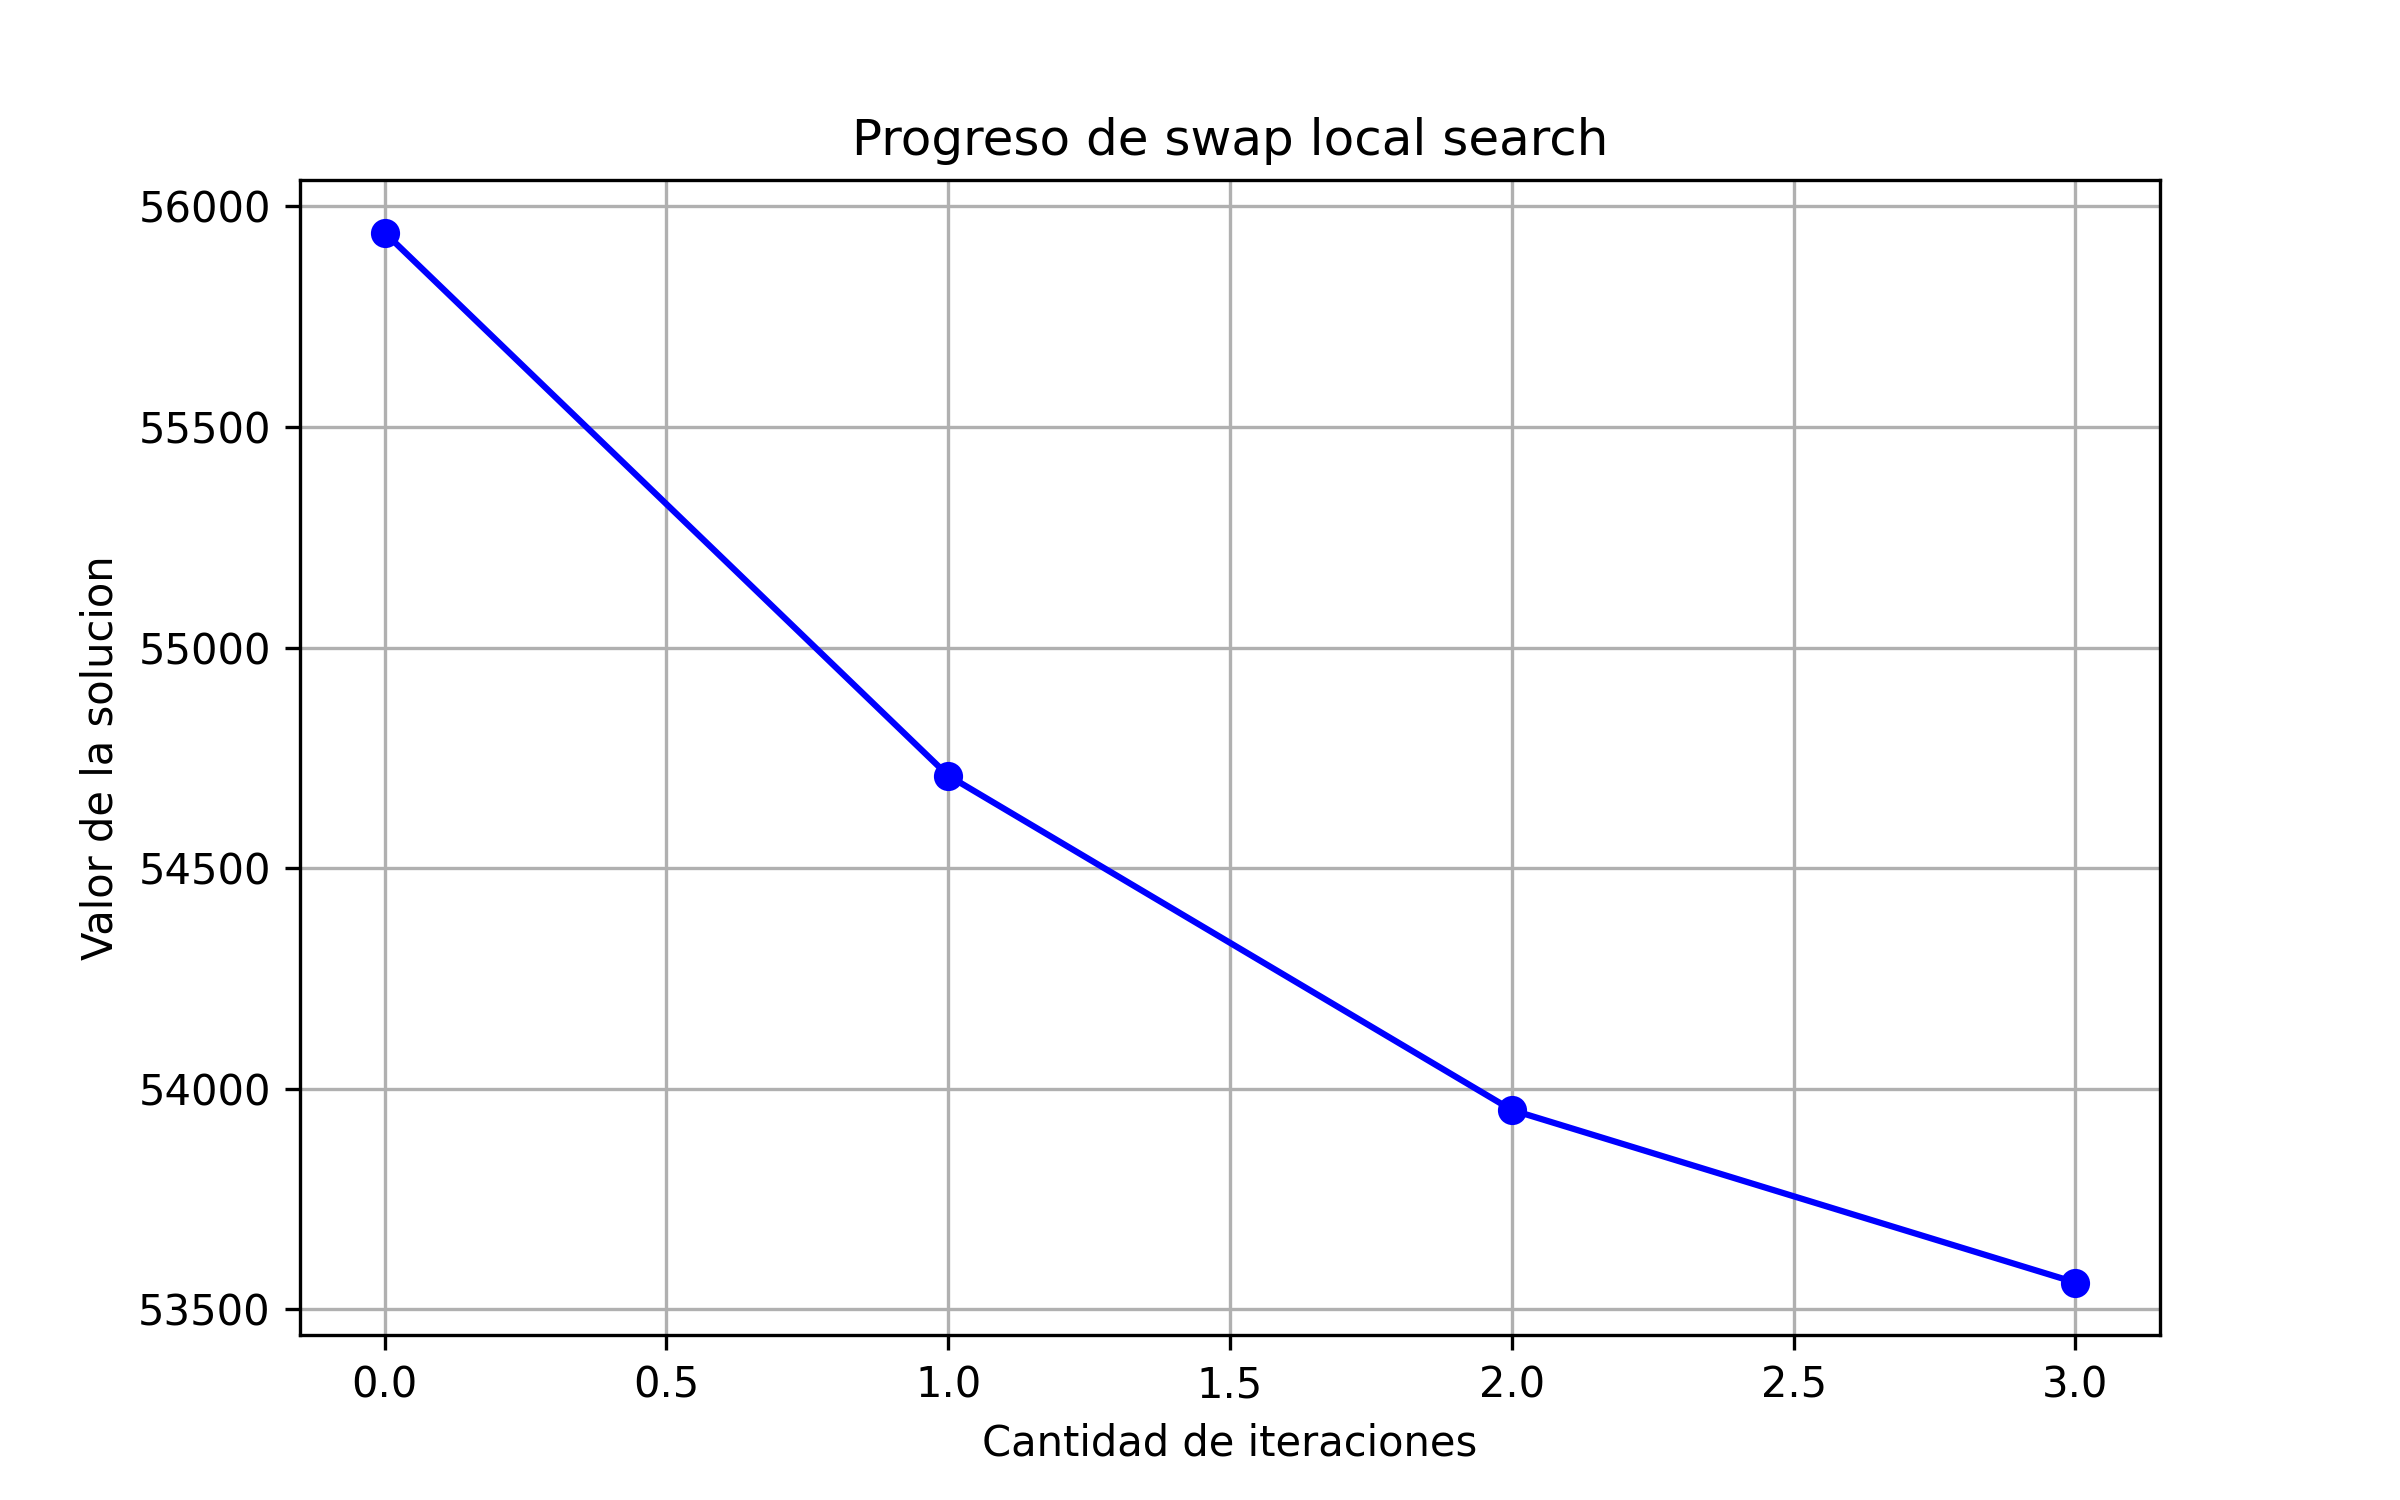 Progreso de swap local search
Valor de la solucion
56000
55500
55000
54500
54000
53500
0.0 0.5 1.0 1.5 2.0 2.5 3.0
Cantidad de iteraciones